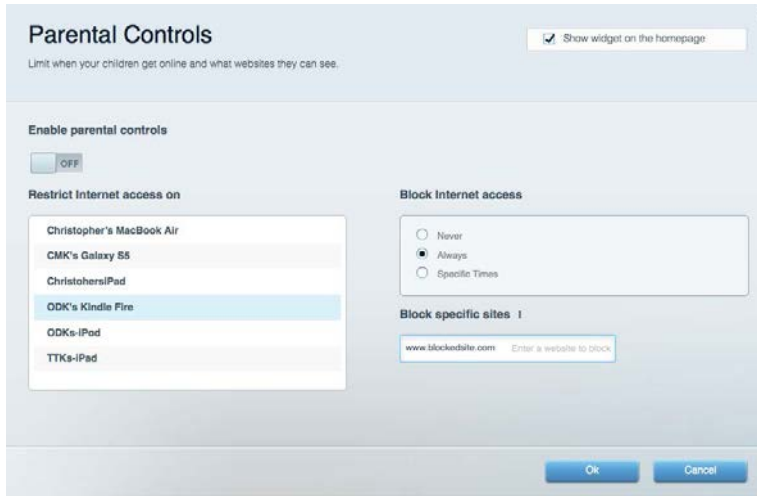 Parental Controls
Show widget on the homepage
Limit when your children get online and what websites they can see.
Enable parental controls
OFF
Restrict Internet access on
Christopher's MacBook Air
CMK's Galaxy S5
ChristohersiPad
ODK's Kindle Fire
ODKs-iPod
TTKs-iPad
Block Internet access
Never
Always
Specific Times
Block specific sites
www.blockedsite.com Enter a website to block
Ok
Cancel